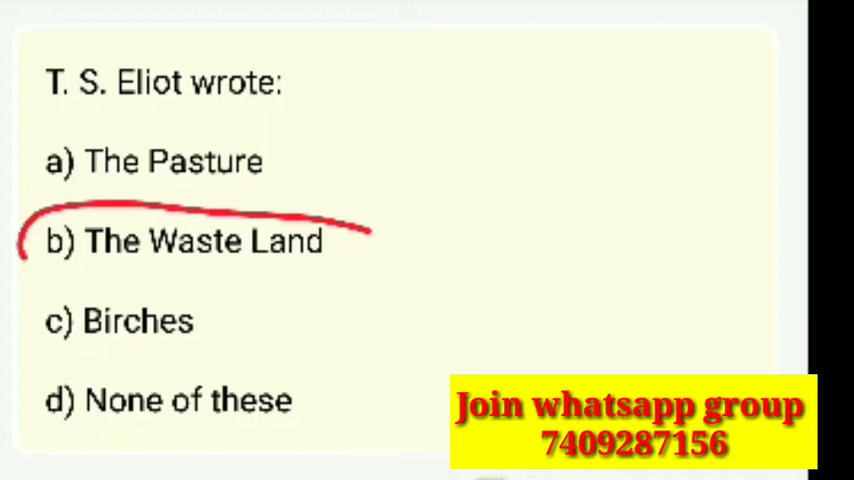 T. S. Eliot wrote:
a) The Pasture
b) The Waste Land
c) Birches
d) None of these
Join whatsapp group
7409287156